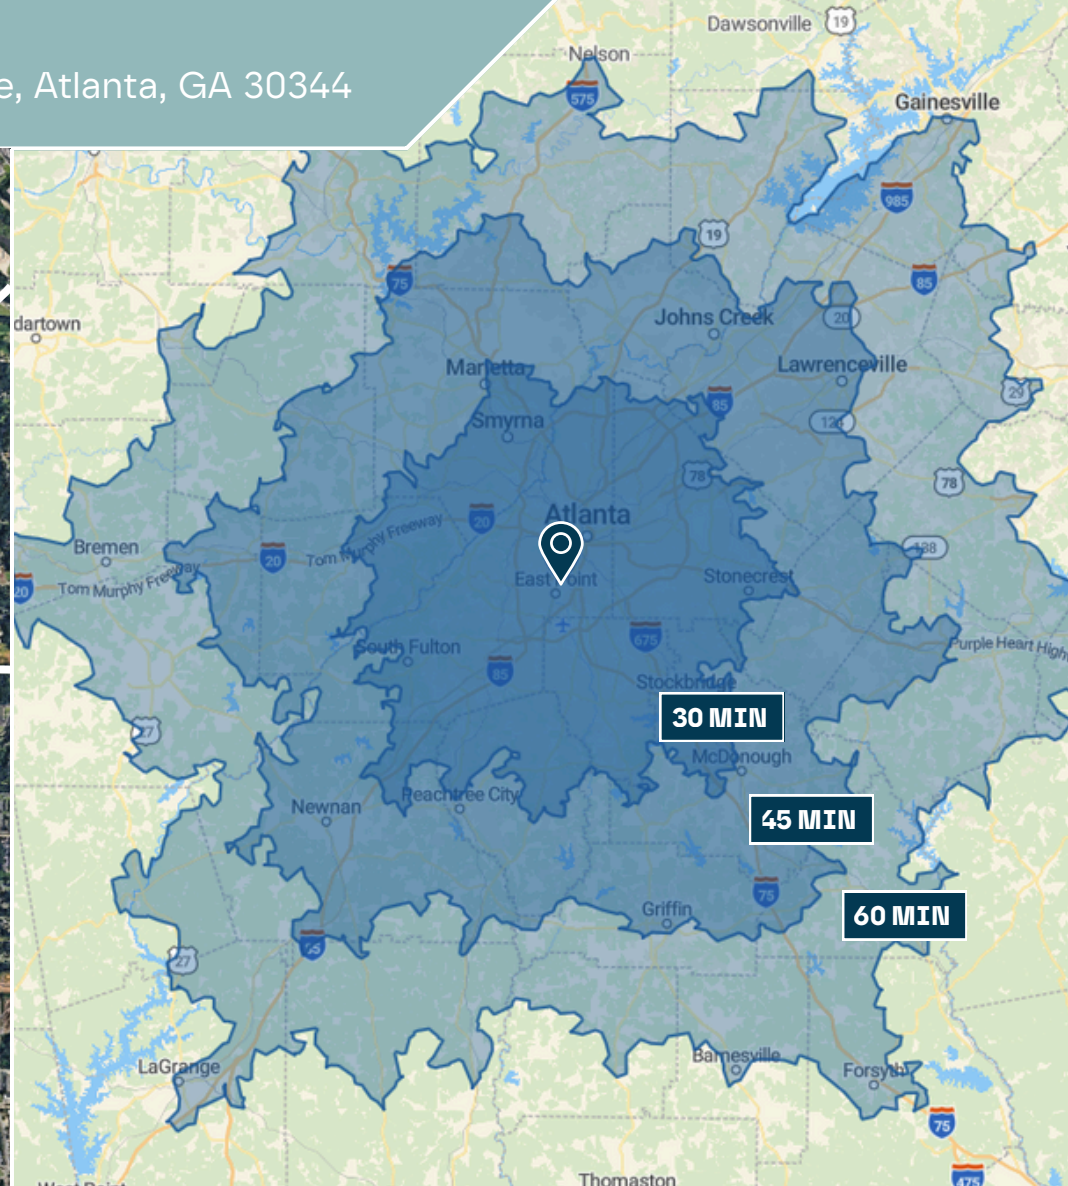 e, Atlanta, GA 30344
Dawsonville
19
Nelson
575
Gainesville
985
19
75
85
dartown
Johns Creek
20
Marietta
Lawrenceville
85
29
Smyrna
78
78
20
Atlanta
Bremen
20
Tom Murphy Freeway
138
20
Tom Murphy Freeway
East Point
Stonecrest
675
South Fulton
Purple Heart High
85
Stockbridge
30 MIN
27
McDonough
Newnan
Peachtree City
45 MIN
75
Griffin
60 MIN
27
LaGrange
Barnesville
Forsyth
75
475
Thomaston
West Point